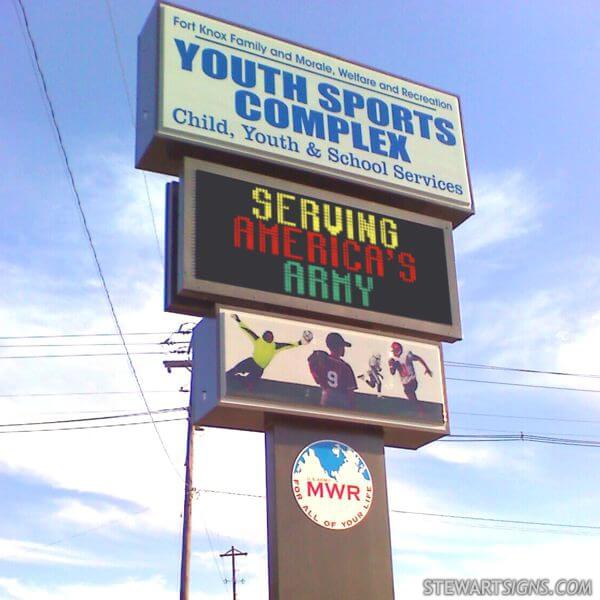 Fort Knox Family and Morale, Welfare and Recreation
YOUTH SPORTS
COMPLEX
Child, Youth & School Services
SERVING
AMERICA'S
ARMY
9
U.S. ARMY
MWR
FOR ALL OF YOUR LIFE
STEWARTSIGNS.COM